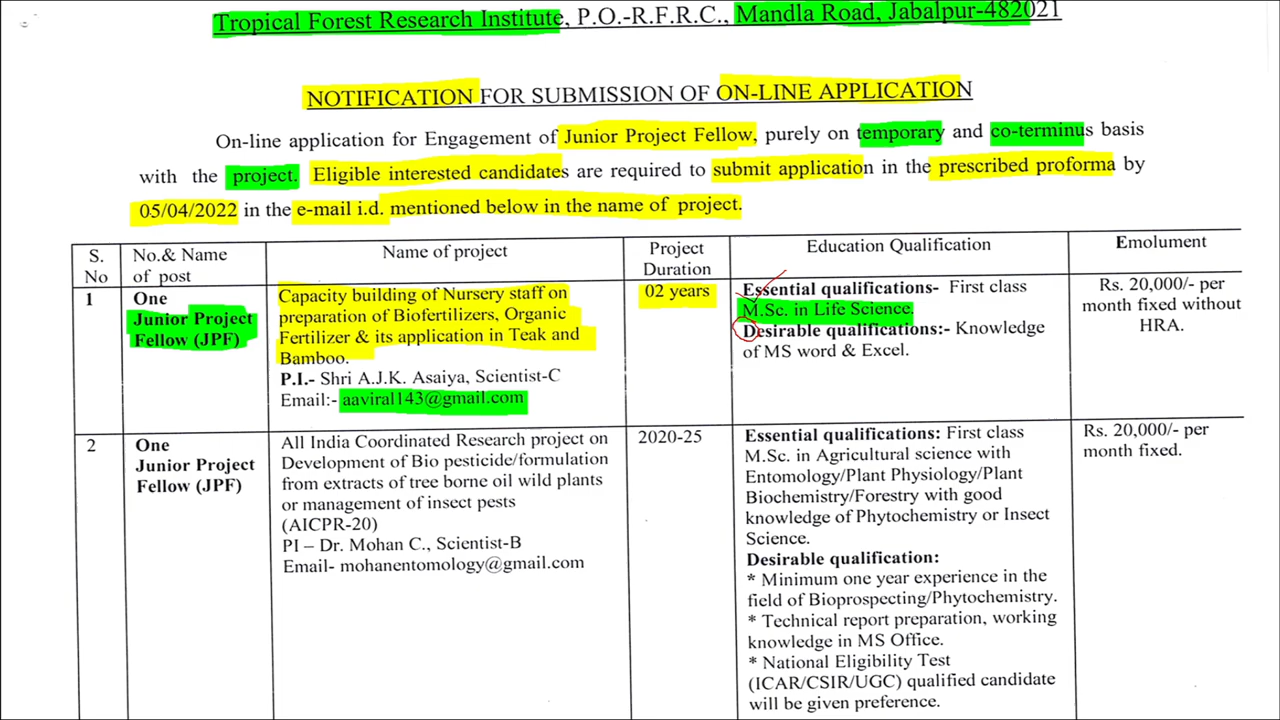 Tropical Forest Research Institute, P.O.-R.F.R.C., Mandla Road, Jabalpur-482021
NOTIFICATION FOR SUBMISSION OF ON-LINE APPLICATION
On-line application for Engagement of Junior Project Fellow, purely on temporary and co-terminus basis
with the project. Eligible interested candidates are required to submit application in the prescribed proforma by
05/04/2022 in the e-mail i.d. mentioned below in the name of project.
S. No
No.& Name of post
Name of project
Project Duration
Education Qualification
Emolument
1
One
Junior Project
Fellow (JPF)
Capacity building of Nursery staff on
preparation of Biofertilizers, Organic
Fertilizer & its application in Teak and
Bamboo.
P.I.- Shri A.J.K. Asaiya, Scientist-C
Email:- aaviral143@gmail.com
02 years
Essential qualifications- First class
M.Sc. in Life Science.
Desirable qualifications:- Knowledge
of MS word & Excel.
Rs. 20,000/- per
month fixed without
HRA.
2
One
Junior Project
Fellow (JPF)
All India Coordinated Research project on
Development of Bio pesticide/formulation
from extracts of tree borne oil wild plants
or management of insect pests
(AICPR-20)
PI – Dr. Mohan C., Scientist-B
Email- mohanentomology@gmail.com
2020-25
Essential qualifications: First class
M.Sc. in Agricultural science with
Entomology/Plant Physiology/Plant
Biochemistry/Forestry with good
knowledge of Phytochemistry or Insect
Science.
Desirable qualification:
* Minimum one year experience in the
field of Bioprospecting/Phytochemistry.
* Technical report preparation, working
knowledge in MS Office.
* National Eligibility Test
(ICAR/CSIR/UGC) qualified candidate
will be given preference.
Rs. 20,000/- per
month fixed.